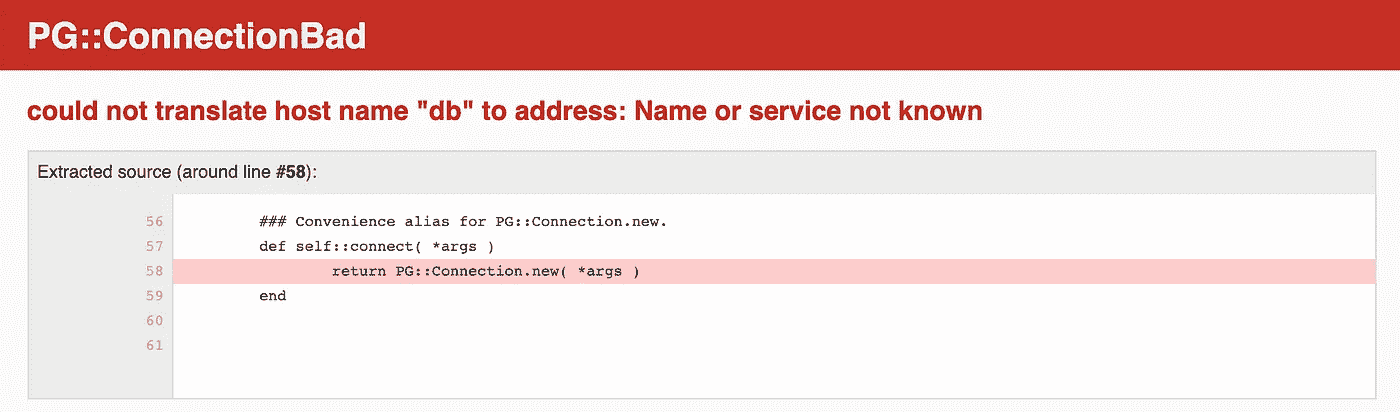 PG::ConnectionBad
could not translate host name "db" to address: Name or service not known
Extracted source (around line #58):
56 ### Convenience alias for PG::Connection.new.
57 def self::connect( *args )
58 return PG::Connection.new( *args )
59 end
60
61